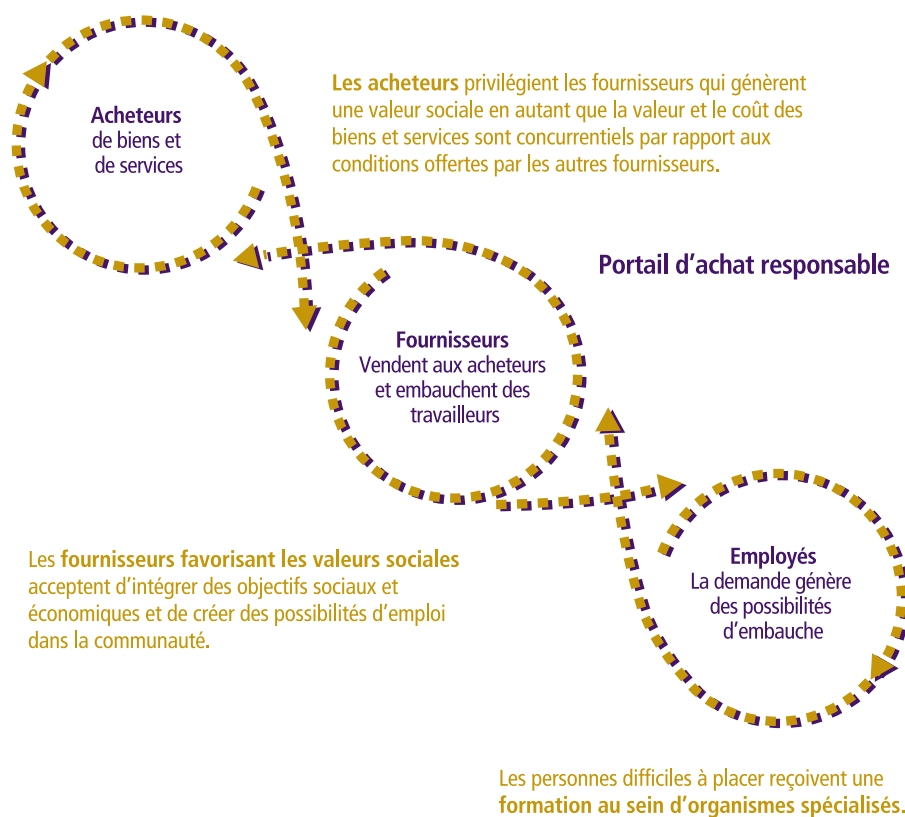 Acheteurs
de biens et
de services
Les acheteurs privilégient les fournisseurs qui génèrent
une valeur sociale en autant que la valeur et le coût des
biens et services sont concurrentiels par rapport aux
conditions offertes par les autres fournisseurs.
Portail d’achat responsable
Fournisseurs
Vendent aux acheteurs
et embauchent des
travailleurs
Les fournisseurs favorisant les valeurs sociales
acceptent d’intégrer des objectifs sociaux et
économiques et de créer des possibilités d’emploi
dans la communauté.
Employés
La demande génère
des possibilités
d’embauche
Les personnes difficiles à placer reçoivent une
formation au sein d’organismes spécialisés.